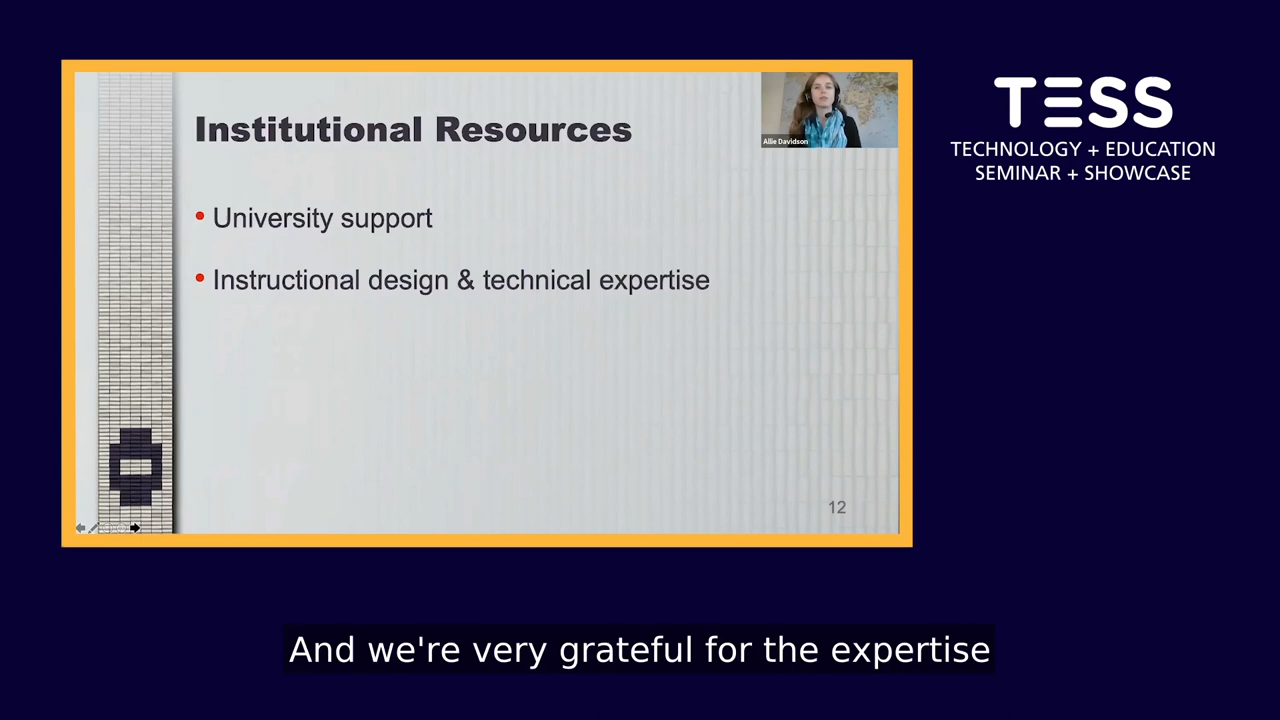 Institutional Resources
Allie Davidson
• University support
• Instructional design & technical expertise
12
TESS
TECHNOLOGY + EDUCATION
SEMINAR + SHOWCASE
And we're very grateful for the expertise